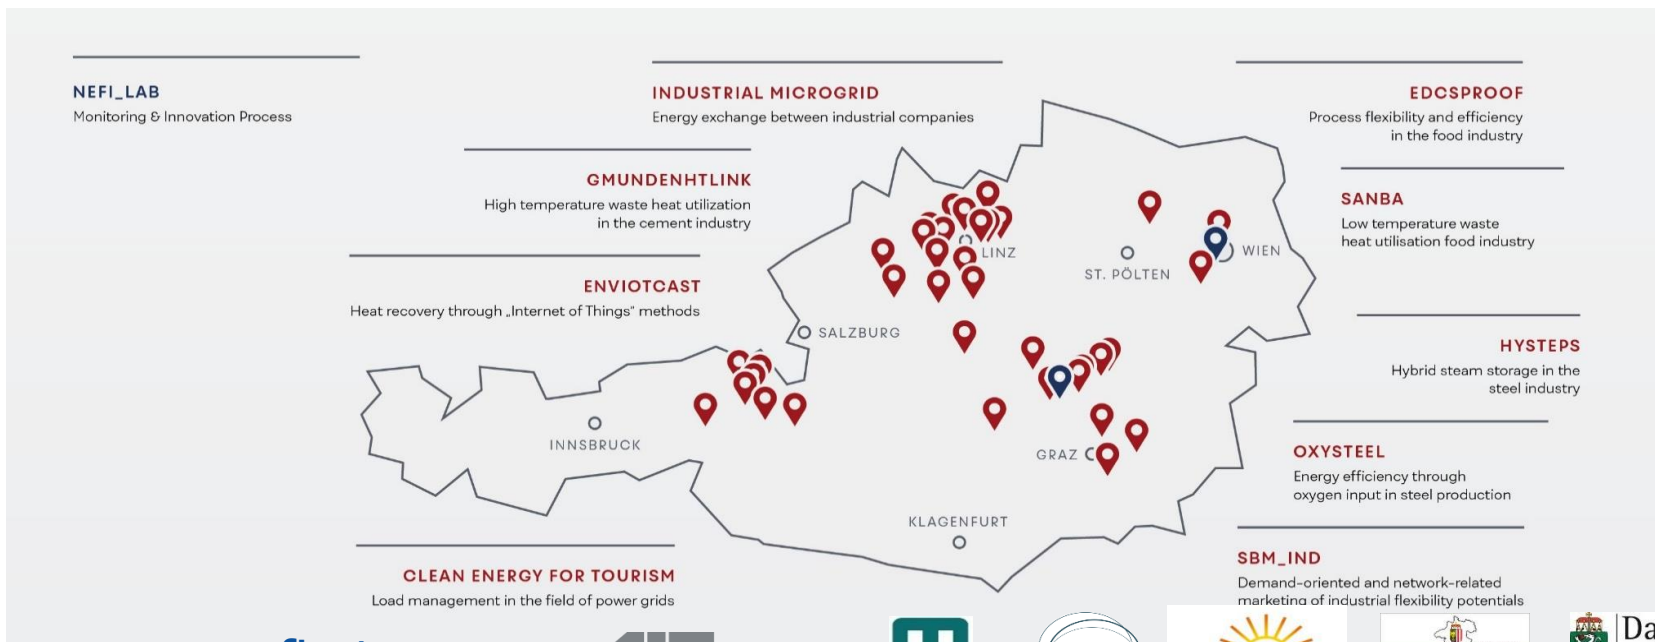 NEFI_LAB
Monitoring & Innovation Process
INDUSTRIAL MICROGRID
Energy exchange between industrial companies
EDCSPROOF
Process flexibility and efficiency
in the food industry
GMUNDENHTLINK
High temperature waste heat utilization
in the cement industry
SANBA
Low temperature waste
heat utilisation food industry
ENVIOTCAST
Heat recovery through „Internet of Things" methods
LINZ
ST. PÖLTEN
WIEN
SALZBURG
HYSTEPS
Hybrid steam storage in the
steel industry
INNSBRUCK
GRAZ
OXYSTEEL
Energy efficiency through
oxygen input in steel production
KLAGENFURT
CLEAN ENERGY FOR TOURISM
Load management in the field of power grids
SBM_IND
Demand-oriented and network-related
marketing of industrial flexibility potentials